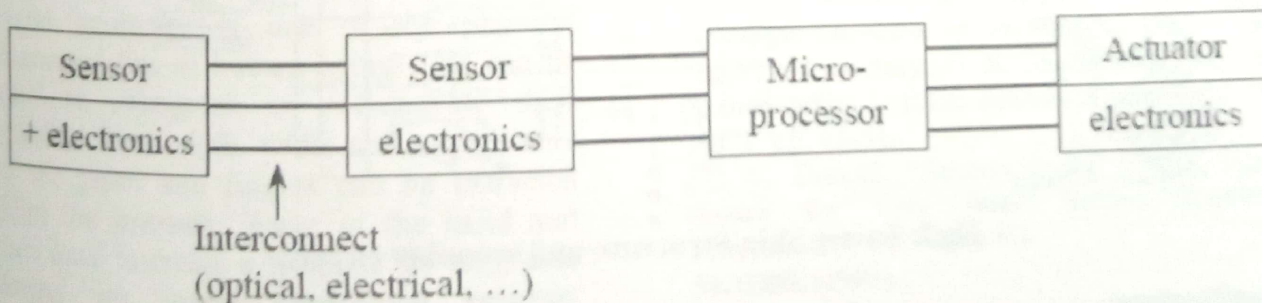 Sensor
+ electronics
Sensor
electronics
Micro-
processor
Actuator
electronics
Interconnect
(optical, electrical, …)